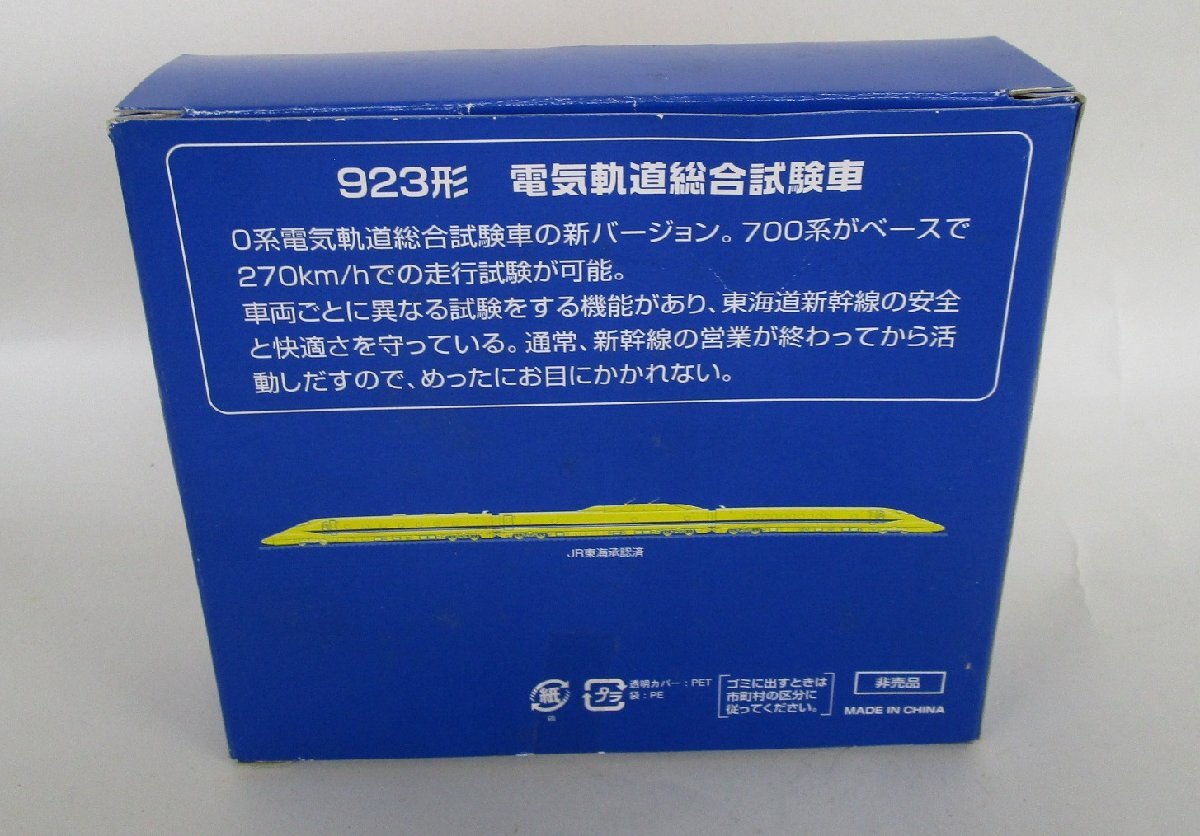 923形 電気軌道総合試験車
0系電気軌道総合試験車の新バージョン。700系がベースで
270km/hでの走行試験が可能。
車両ごとに異なる試験をする機能があり、東海道新幹線の安全
と快適さを守っている。通常、新幹線の営業が終わってから活
動しだすので、めったにお目にかかれない。
JR東海承認済
紙
プラ
透明カバー:PET
袋:PE
ゴミに出すときは
市町村の区分に
従ってください。
非売品
MADE IN CHINA